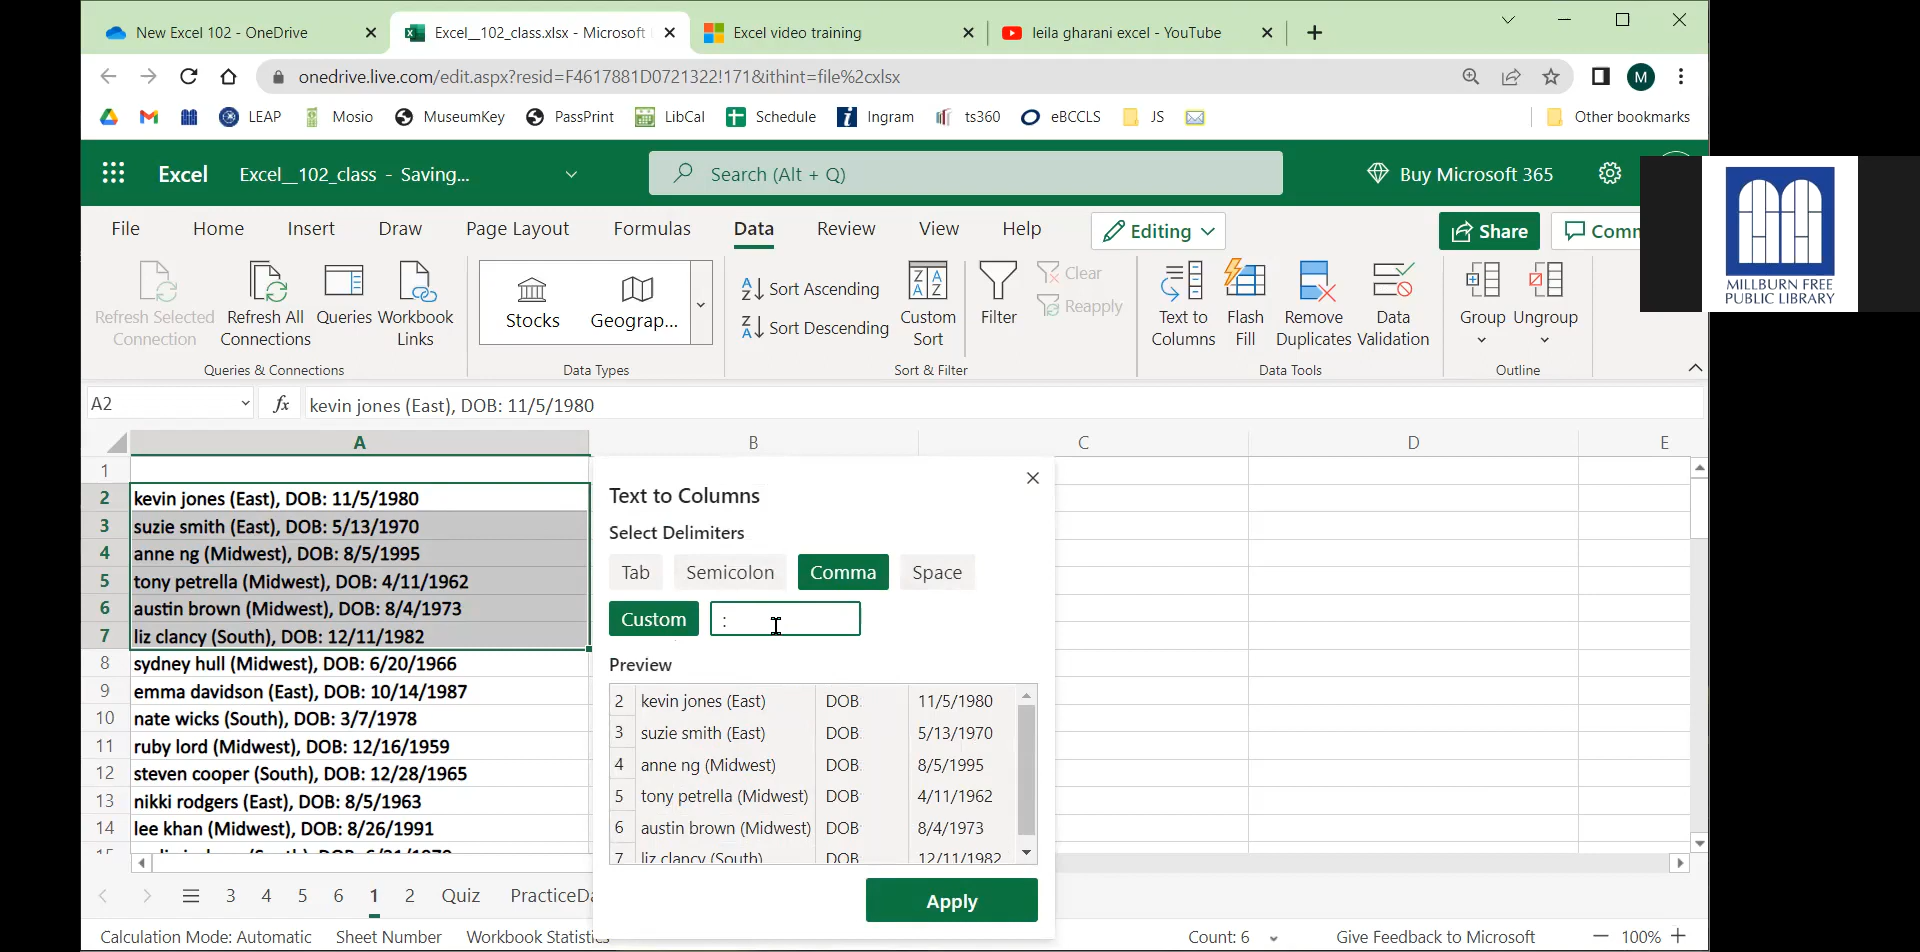 New Excel 102 - OneDrive
Excel__102_class.xlsx - Microsoft
Excel video training
leila gharani excel - YouTube
onedrive.live.com/edit.aspx?resid=F4617881D0721322!171&ithint=file%2cxlsx
M
LEAP
Mosio
MuseumKey
PassPrint
LibCal
Schedule
Ingram
ts360
eBCCLS
JS
Other bookmarks
Excel
Excel__102_class - Saving...
Search (Alt + Q)
Buy Microsoft 365
MILLBURN FREE
PUBLIC LIBRARY
File Home Insert Draw Page Layout Formulas Data Review View Help
Editing
Share
Comm
Refresh Selected Connection
Refresh All Connections
Queries
Workbook Links
Queries & Connections
Stocks
Geograp...
Data Types
Sort Ascending
Sort Descending
Custom Sort
Filter
Clear
Reapply
Sort & Filter
Text to Columns
Flash Fill
Remove Duplicates
Data Validation
Data Tools
Group
Ungroup
Outline
A2
fx
kevin jones (East), DOB: 11/5/1980
A B C D E
1
2 kevin jones (East), DOB: 11/5/1980
3 suzie smith (East), DOB: 5/13/1970
4 anne ng (Midwest), DOB: 8/5/1995
5 tony petrella (Midwest), DOB: 4/11/1962
6 austin brown (Midwest), DOB: 8/4/1973
7 liz clancy (South), DOB: 12/11/1982
8 sydney hull (Midwest), DOB: 6/20/1966
9 emma davidson (East), DOB: 10/14/1987
10 nate wicks (South), DOB: 3/7/1978
11 ruby lord (Midwest), DOB: 12/16/1959
12 steven cooper (South), DOB: 12/28/1965
13 nikki rodgers (East), DOB: 8/5/1963
14 lee khan (Midwest), DOB: 8/26/1991
Text to Columns
Select Delimiters
Tab Semicolon Comma Space
Custom :
Preview
2 kevin jones (East) DOB 11/5/1980
3 suzie smith (East) DOB 5/13/1970
4 anne ng (Midwest) DOB 8/5/1995
5 tony petrella (Midwest) DOB 4/11/1962
6 austin brown (Midwest) DOB 8/4/1973
7 liz clancy (South) DOB 12/11/1982
Apply
3 4 5 6 1 2 Quiz PracticeDa
Calculation Mode: Automatic
Sheet Number
Workbook Statistics
Count: 6
Give Feedback to Microsoft
100%